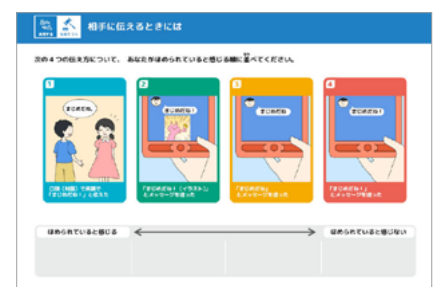 相手に伝えるときには
次の4つの伝え方について、あなたがほめられていると感じる順に並べてください。
1
まじめだね。
口頭（対面）で笑顔で
「まじめだね！」と伝えた
2
まじめだね！
「まじめだね！（イラスト）」
とメッセージを送った
3
まじめだね
「まじめだね」
とメッセージを送った
4
まじめだね！
「まじめだね！」
とメッセージを送った
ほめられていると感じる
ほめられていると感じない